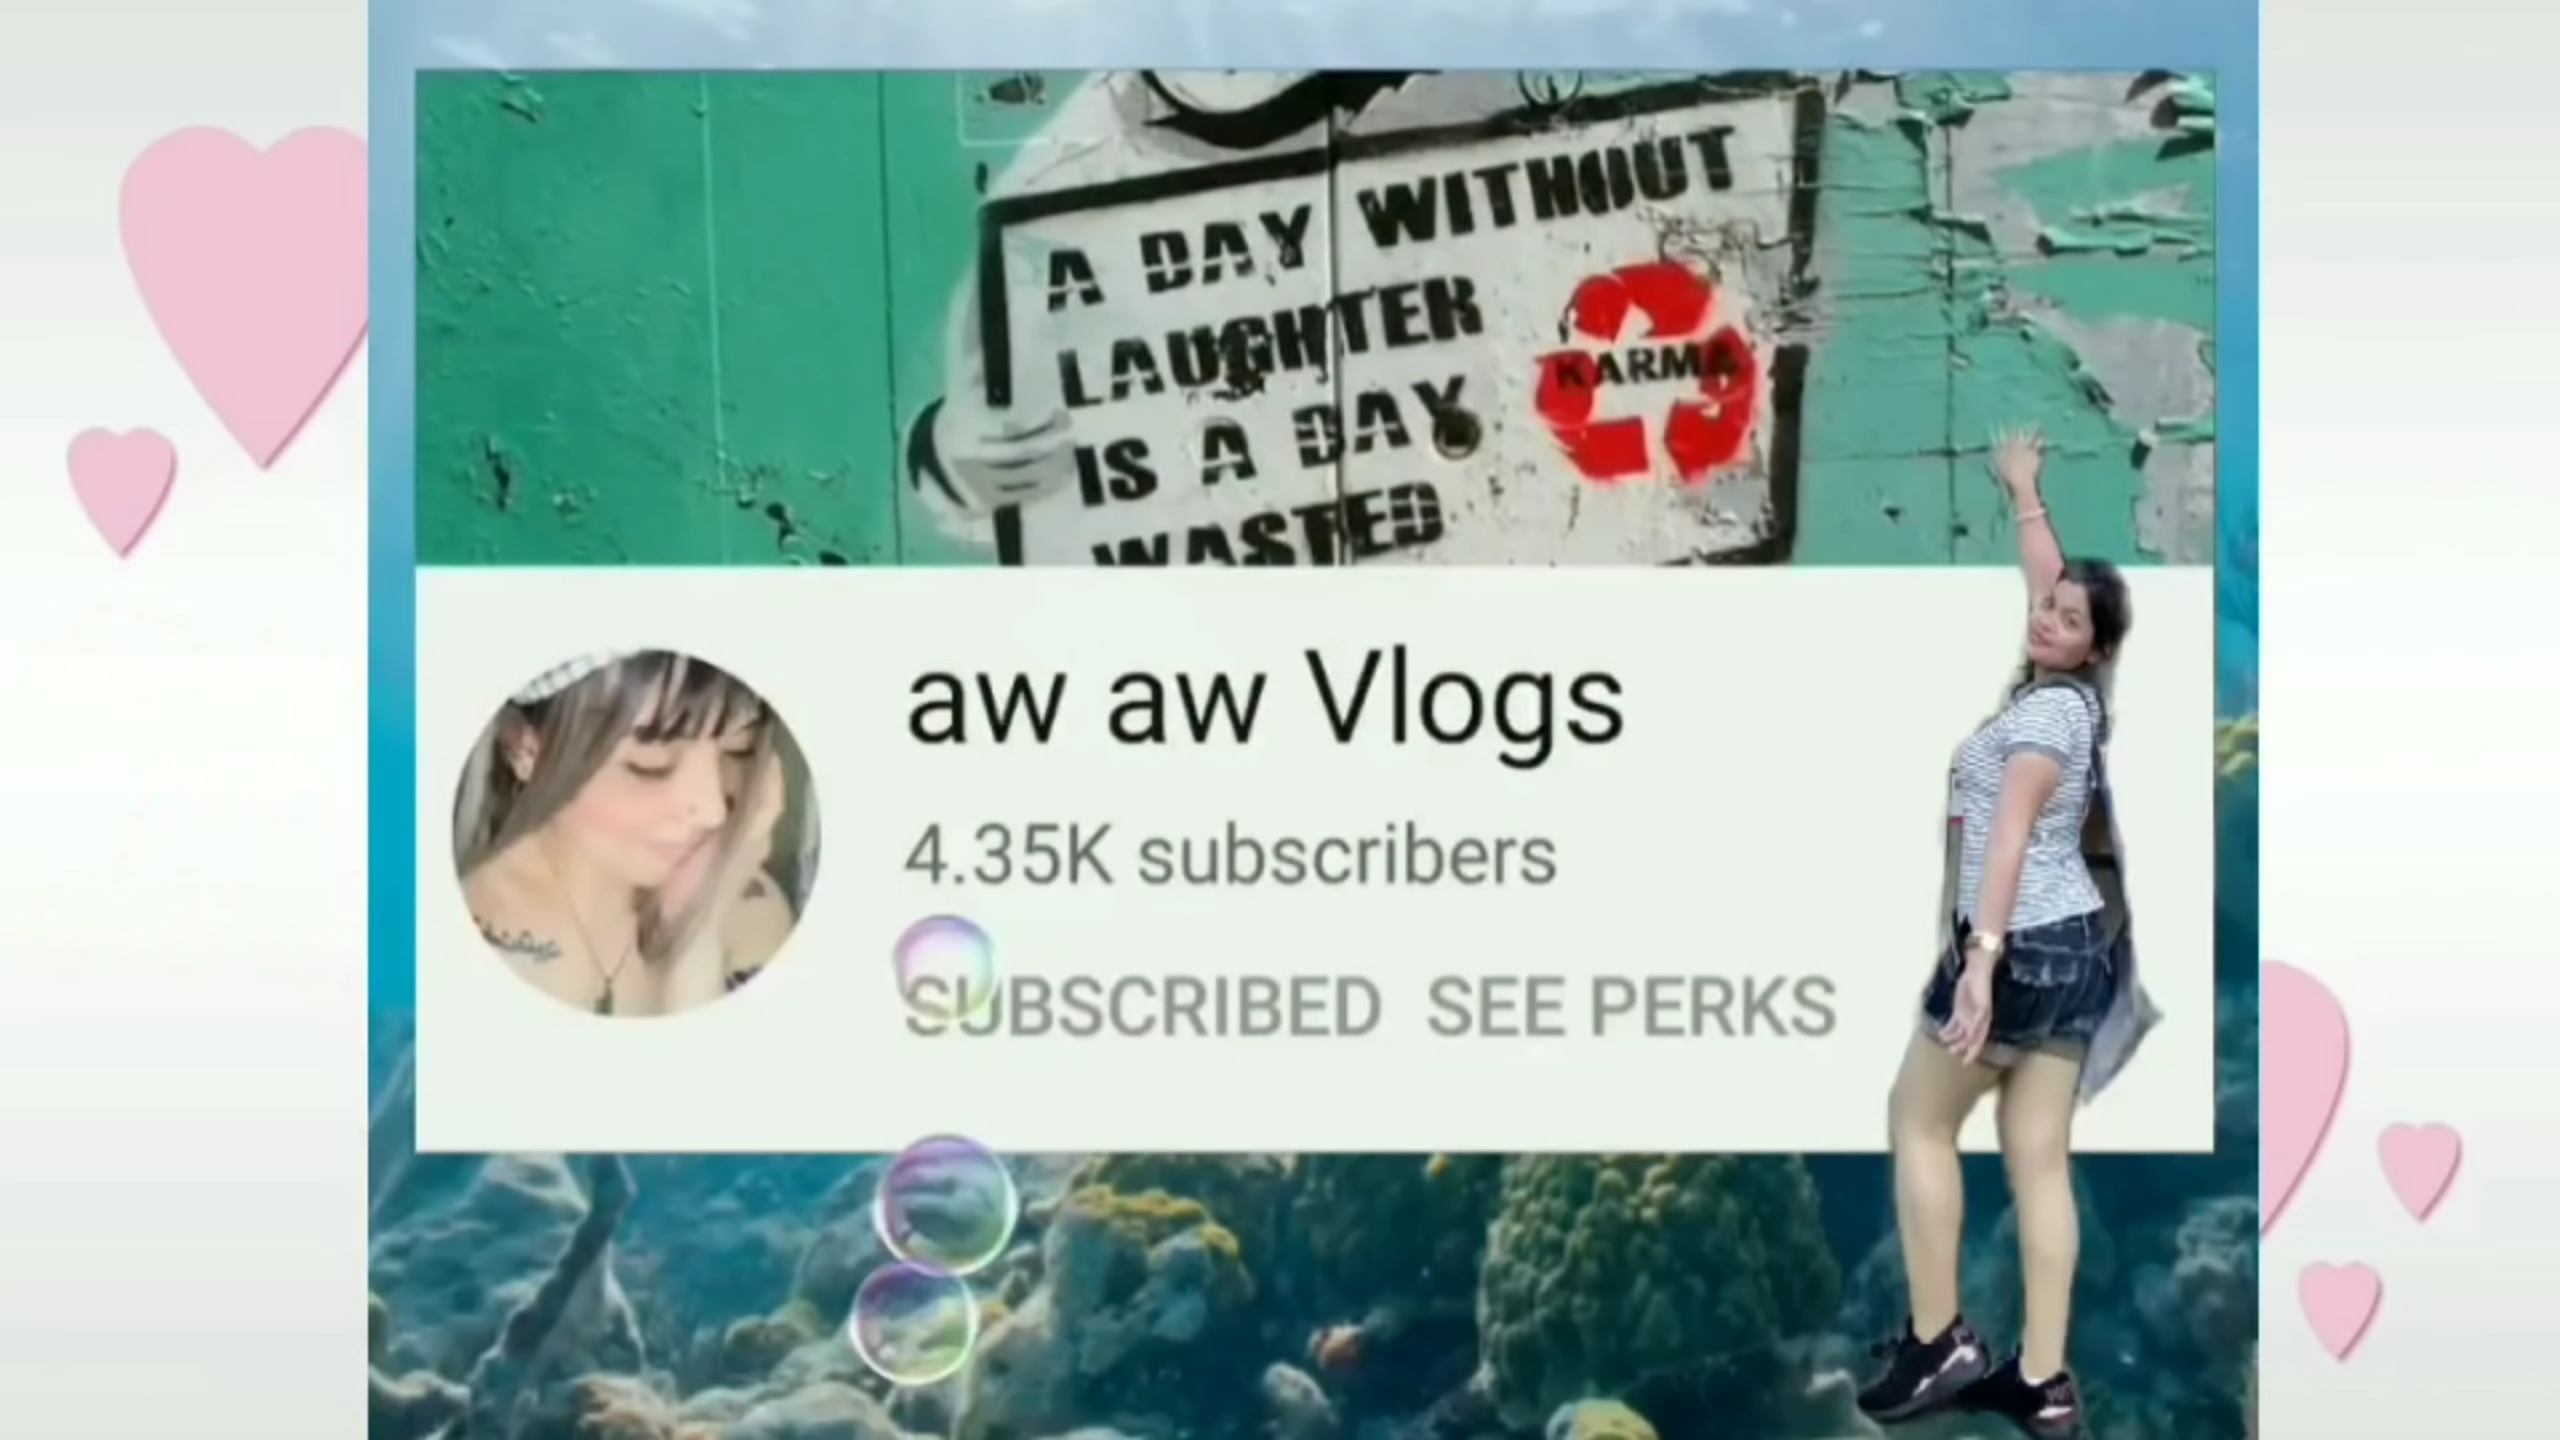 A DAY WITHOUT
LAUGHTER
IS A DAY
WASTED
KARMA
aw aw Vlogs
4.35K subscribers
SUBSCRIBED SEE PERKS